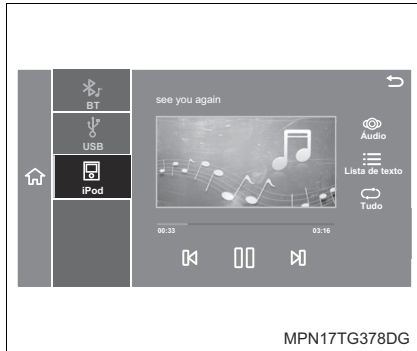 BT
USB
iPod
see you again
00:33
03:16
Áudio
Lista de texto
Tudo
MPN17TG378DG